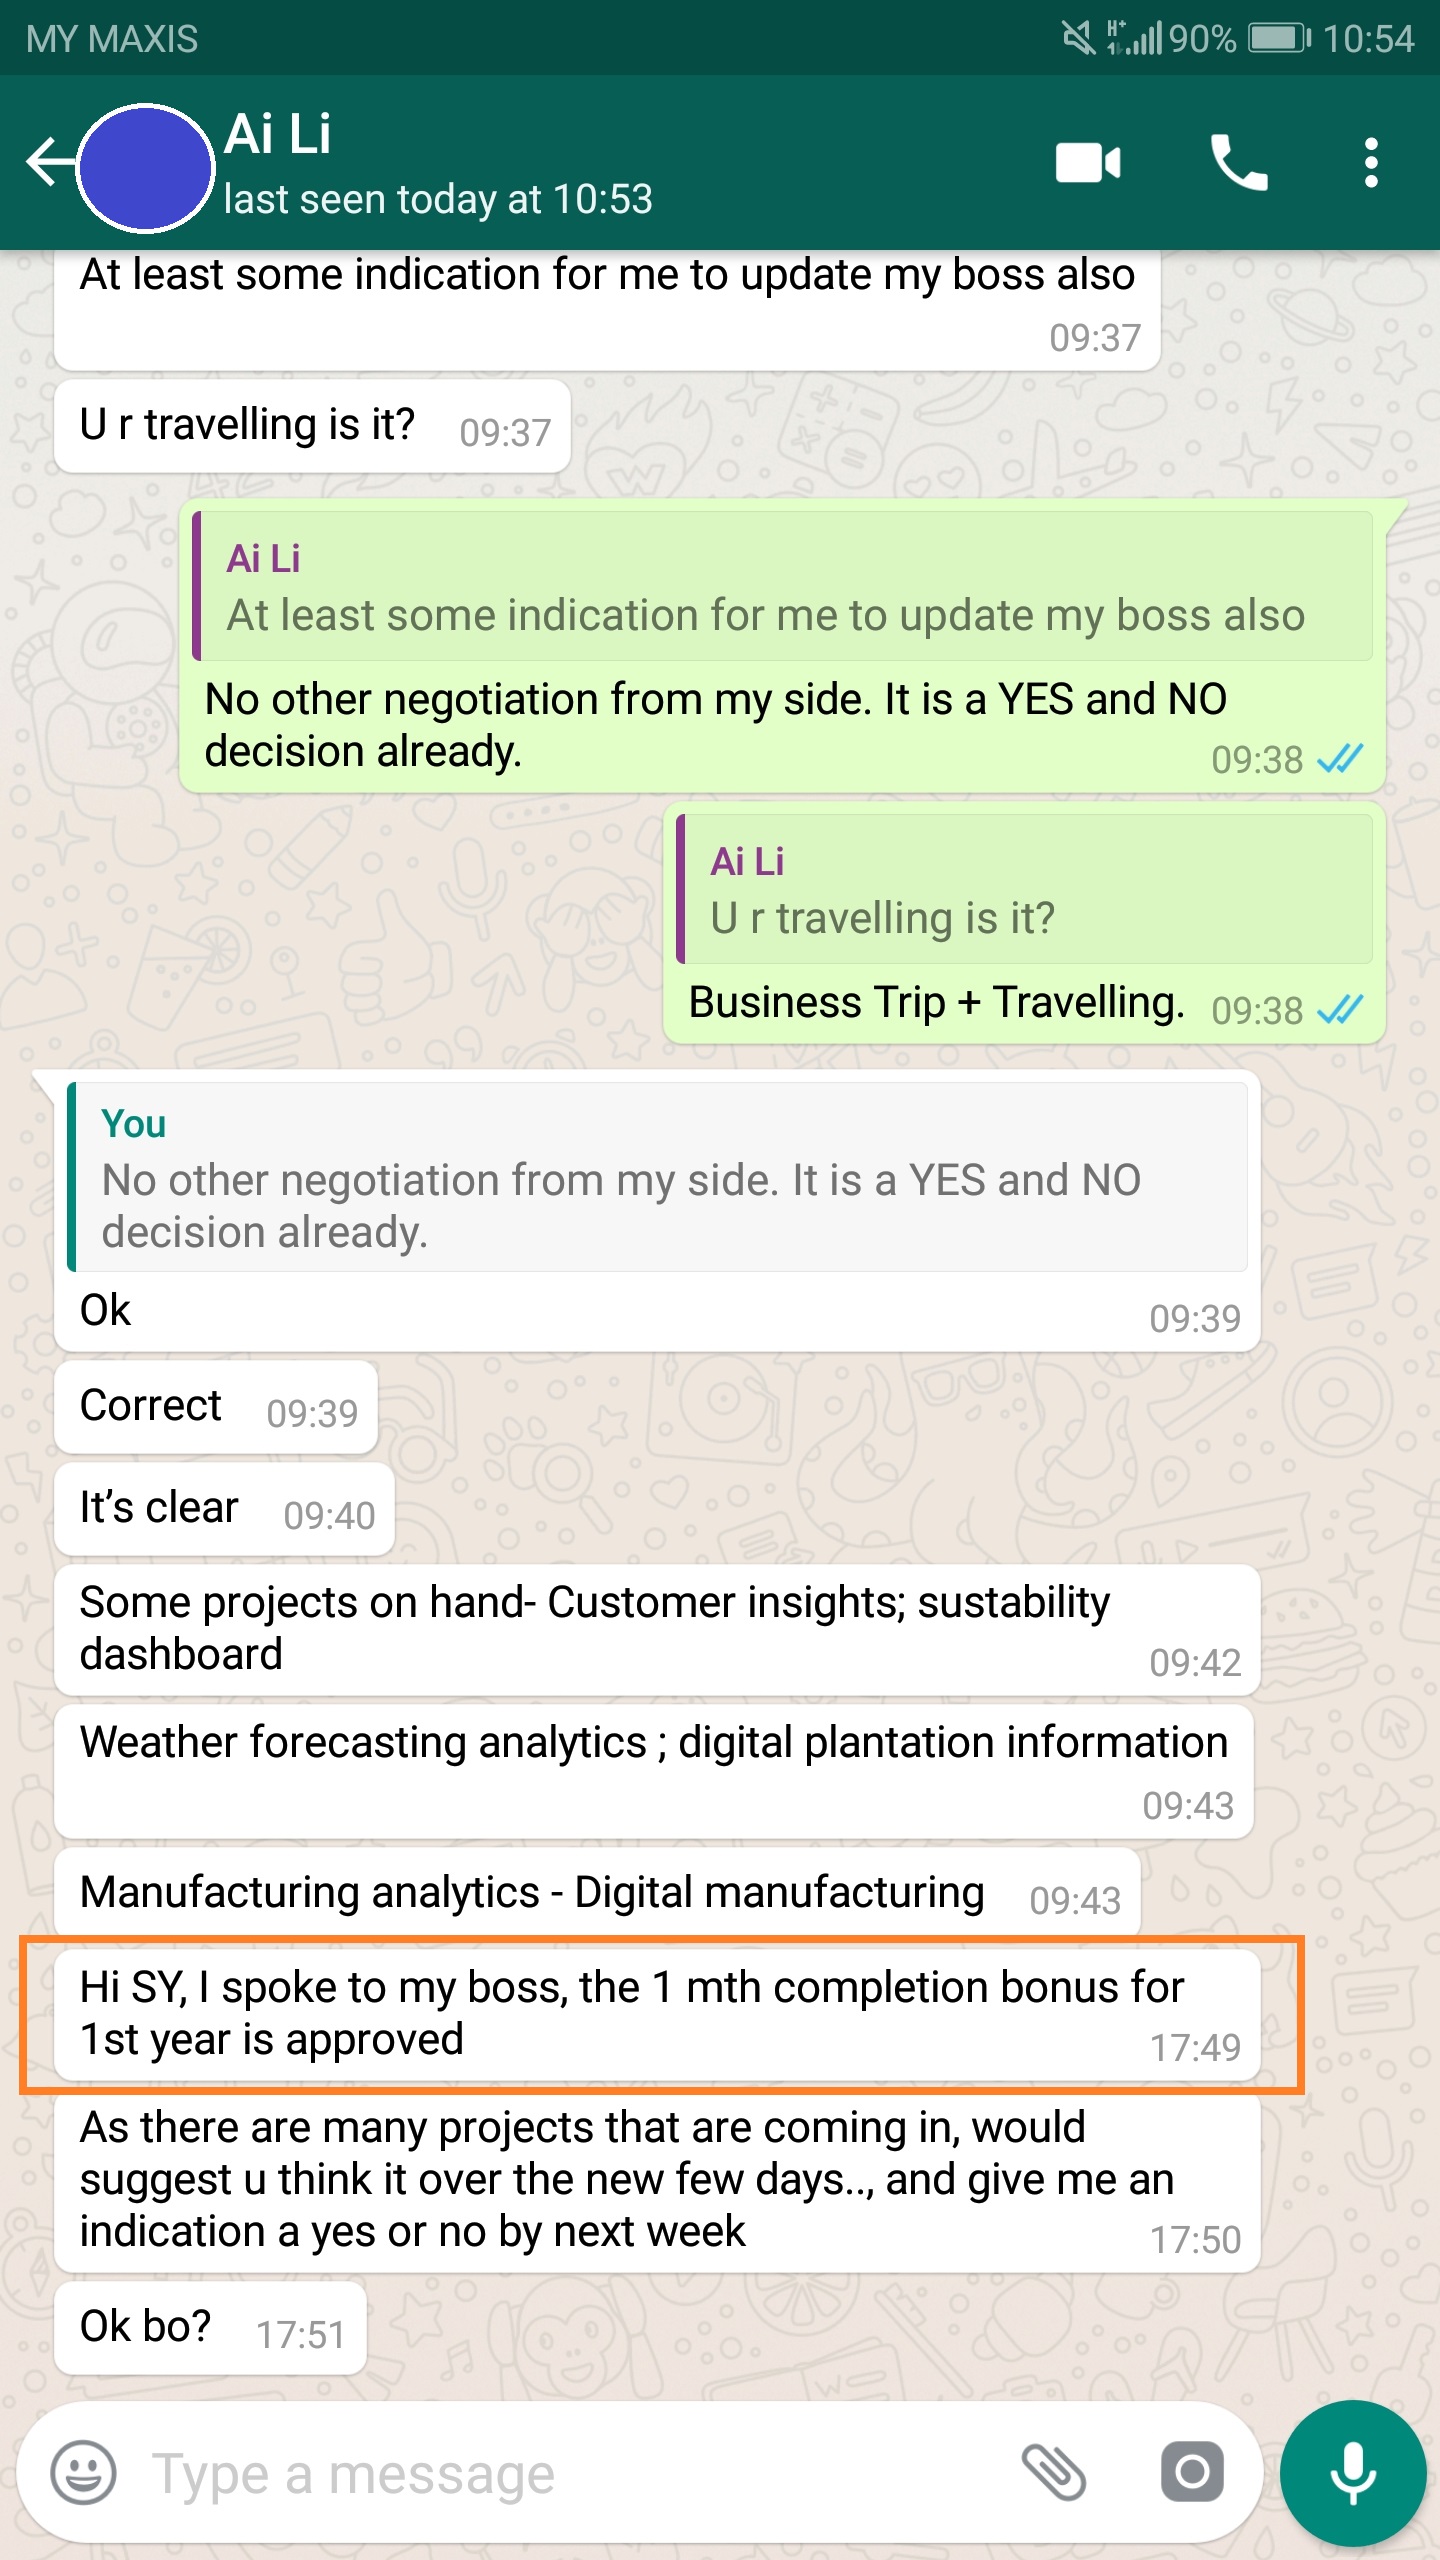 MY MAXIS
H+
1
90%
10:54
Ai Li
last seen today at 10:53
At least some indication for me to update my boss also
09:37
U r travelling is it?
09:37
Ai Li
At least some indication for me to update my boss also
No other negotiation from my side. It is a YES and NO
decision already.
09:38
Ai Li
U r travelling is it?
Business Trip + Travelling.
09:38
You
No other negotiation from my side. It is a YES and NO
decision already.
Ok
09:39
Correct
09:39
It’s clear
09:40
Some projects on hand- Customer insights; sustability
dashboard
09:42
Weather forecasting analytics ; digital plantation information
09:43
Manufacturing analytics - Digital manufacturing
09:43
Hi SY, I spoke to my boss, the 1 mth completion bonus for
1st year is approved
17:49
As there are many projects that are coming in, would
suggest u think it over the new few days.., and give me an
indication a yes or no by next week
17:50
Ok bo?
17:51
Type a message